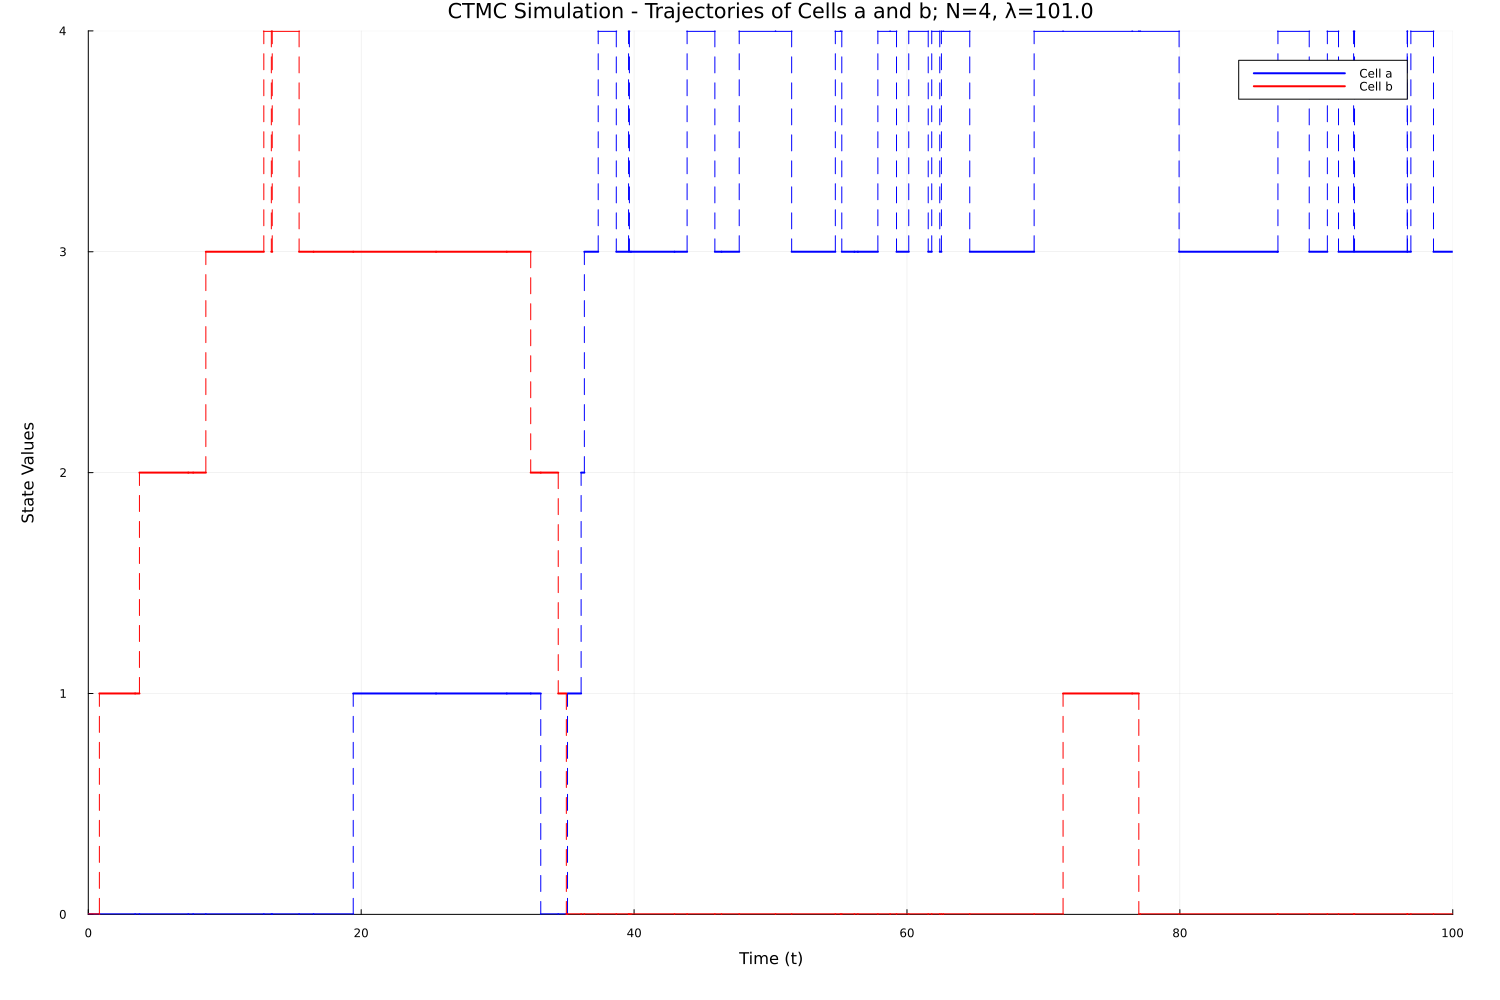 CTMC Simulation - Trajectories of Cells a and b; N=4, λ=101.0
4
Cell a
Cell b
3
State Values
2
1
0
0 20 40 60 80 100
Time (t)